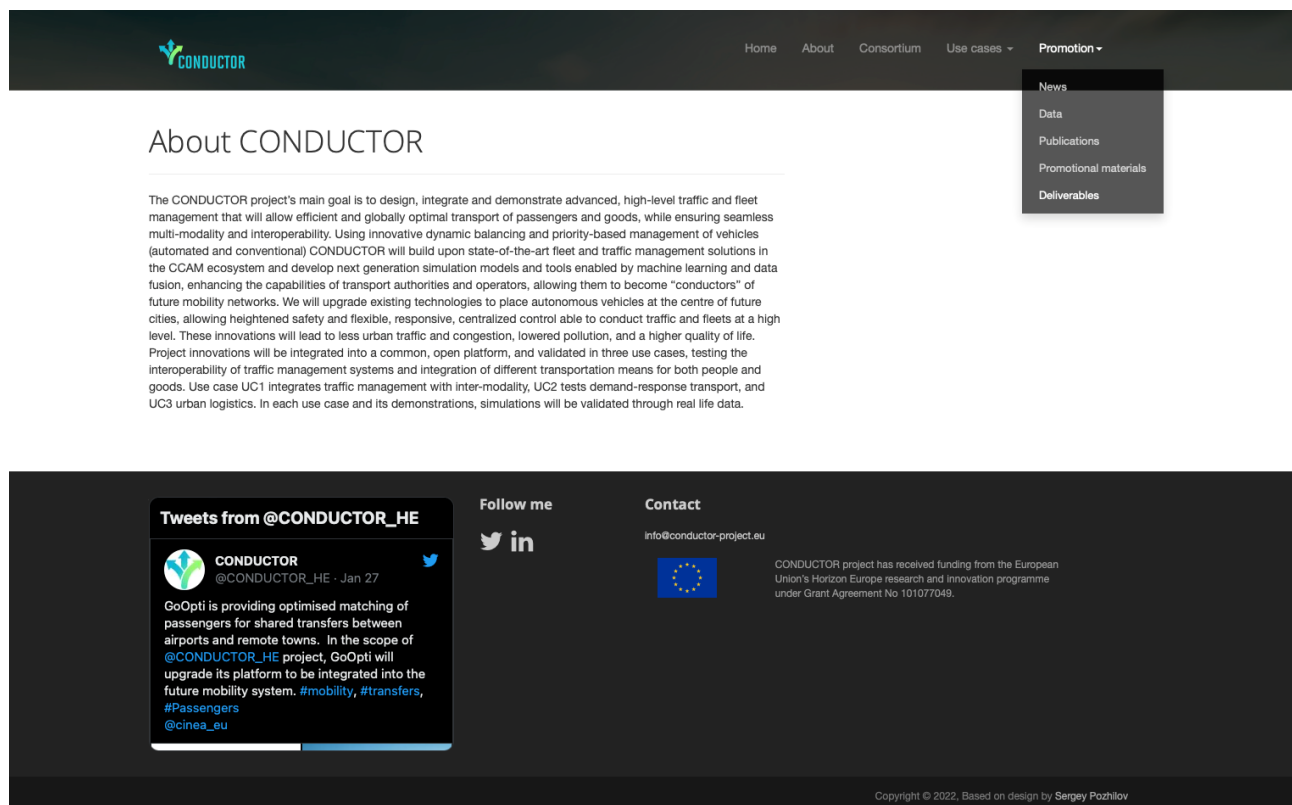 CONDUCTOR
Home About Consortium Use cases Promotion
News
Data
Publications
Promotional materials
Deliverables
About CONDUCTOR
The CONDUCTOR project's main goal is to design, integrate and demonstrate advanced, high-level traffic and fleet
management that will allow efficient and globally optimal transport of passengers and goods, while ensuring seamless
multi-modality and interoperability. Using innovative dynamic balancing and priority-based management of vehicles
(automated and conventional) CONDUCTOR will build upon state-of-the-art fleet and traffic management solutions in
the CCAM ecosystem and develop next generation simulation models and tools enabled by machine learning and data
fusion, enhancing the capabilities of transport authorities and operators, allowing them to become “conductors” of
future mobility networks. We will upgrade existing technologies to place autonomous vehicles at the centre of future
cities, allowing heightened safety and flexible, responsive, centralized control able to conduct traffic and fleets at a high
level. These innovations will lead to less urban traffic and congestion, lowered pollution, and a higher quality of life.
Project innovations will be integrated into a common, open platform, and validated in three use cases, testing the
interoperability of traffic management systems and integration of different transportation means for both people and
goods. Use case UC1 integrates traffic management with inter-modality, UC2 tests demand-response transport, and
UC3 urban logistics. In each use case and its demonstrations, simulations will be validated through real life data.
Tweets from @CONDUCTOR_HE
CONDUCTOR
@CONDUCTOR_HE · Jan 27
GoOpti is providing optimised matching of
passengers for shared transfers between
airports and remote towns. In the scope of
@CONDUCTOR_HE project, GoOpti will
upgrade its platform to be integrated into the
future mobility system. #mobility, #transfers,
#Passengers
@cinea_eu
Follow me
in
Contact
info@conductor-project.eu
CONDUCTOR project has received funding from the European
Union's Horizon Europe research and innovation programme
under Grant Agreement No 101077049.
Copyright © 2022, Based on design by Sergey Pozhilov